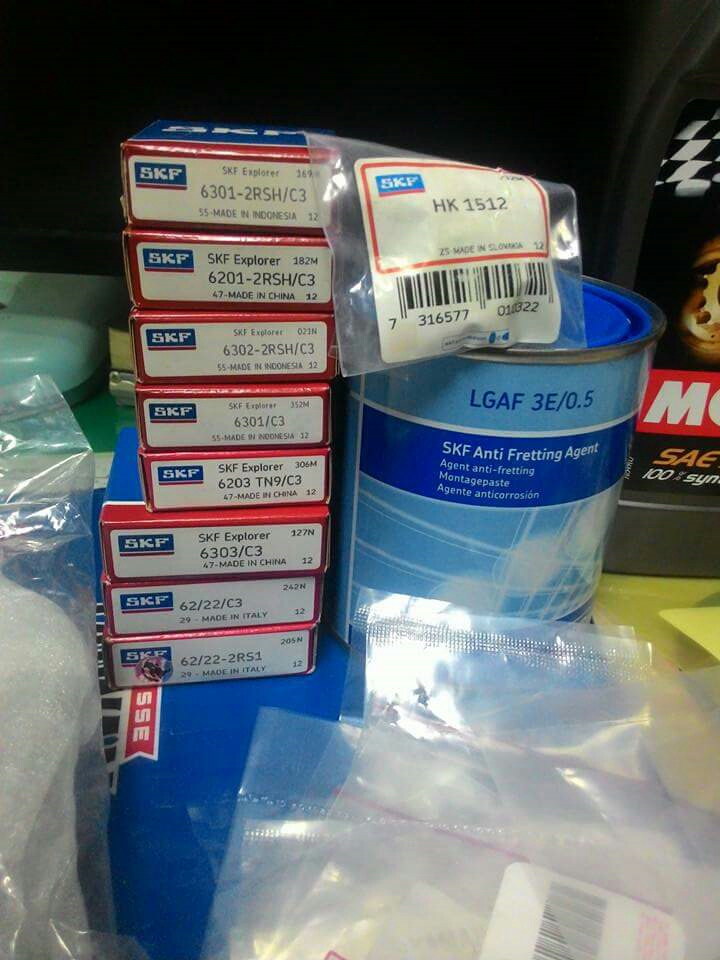 SKF
SKF
SKF Explorer
6301-2RSH/C3
55-MADE IN INDONESIA 12
SKF
SKF Explorer 182M
6201-2RSH/C3
47-MADE IN CHINA 12
SKF
SKF Explorer 021N
6302-2RSH/C3
55-MADE IN INDONESIA 12
SKF
SKF Explorer 352M
6301/C3
55-MADE IN INDONESIA 12
SKF
SKF Explorer 306M
6203 TN9/C3
47-MADE IN CHINA 12
SKF
SKF Explorer 127N
6303/C3
47-MADE IN CHINA 12
SKF
242N
62/22/C3
29 - MADE IN ITALY 12
SKF
205N
62/22-2RS1
29 - MADE IN ITALY 12
SSE
SKF
HK 1512
ZS-MADE IN SLOVAKIA 12
7 316577 010322
LGAF 3E/0.5
SKF Anti Fretting Agent
Agent anti-fretting
Montagepaste
Agente anticorrosión
SAE